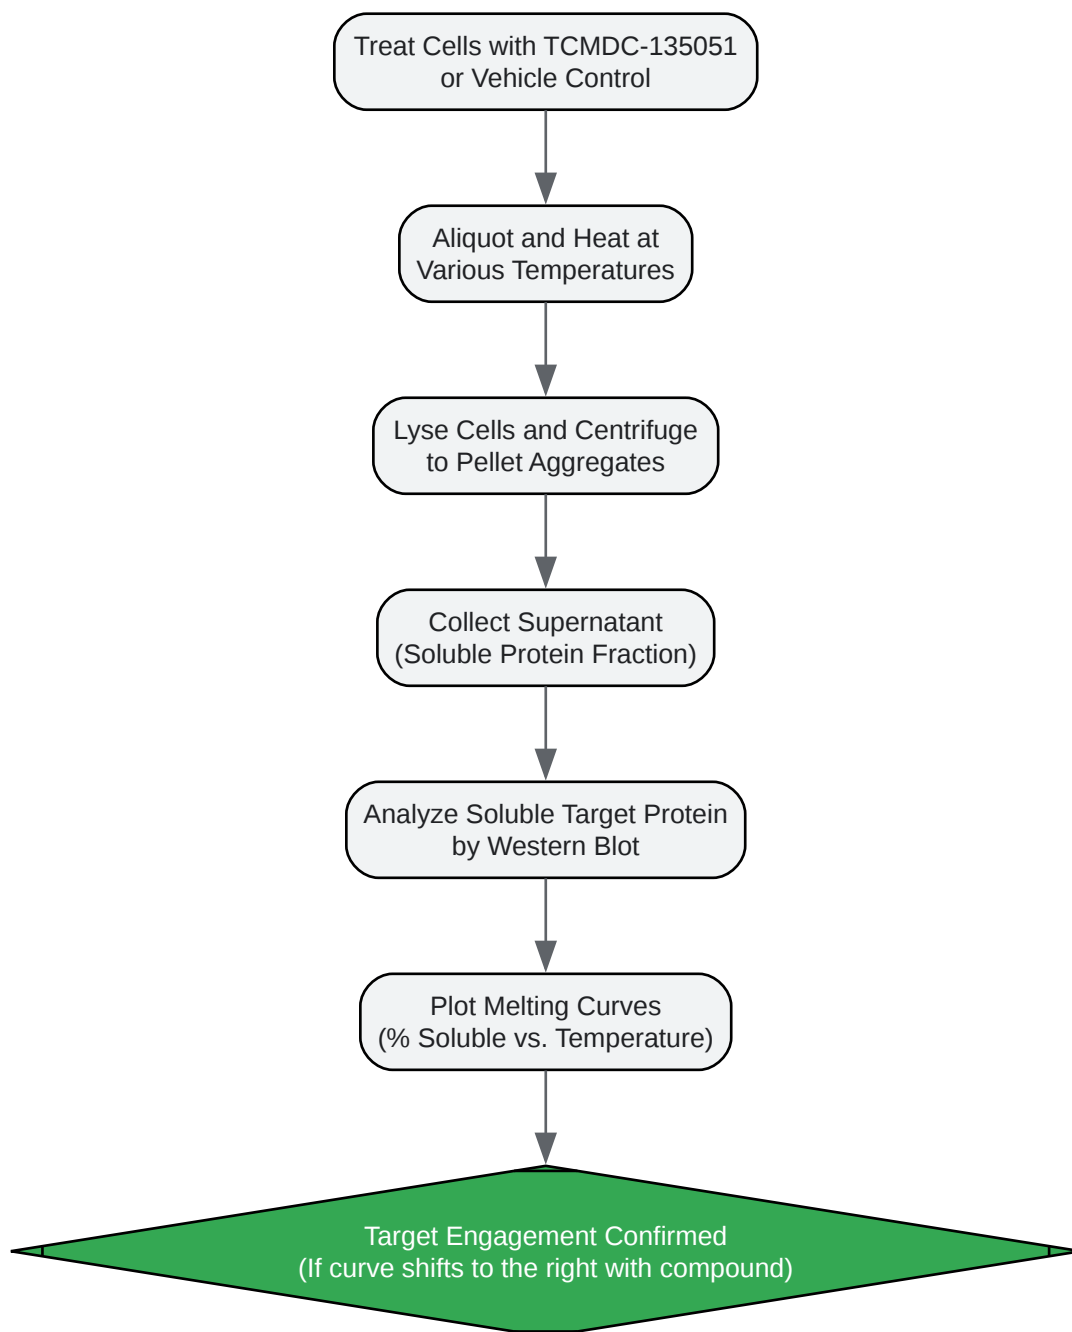 Treat Cells with TCMDC-135051
or Vehicle Control
Aliquot and Heat at
Various Temperatures
Lyse Cells and Centrifuge
to Pellet Aggregates
Collect Supernatant
(Soluble Protein Fraction)
Analyze Soluble Target Protein
by Western Blot
Plot Melting Curves
(% Soluble vs. Temperature)
Target Engagement Confirmed
(If curve shifts to the right with compound)